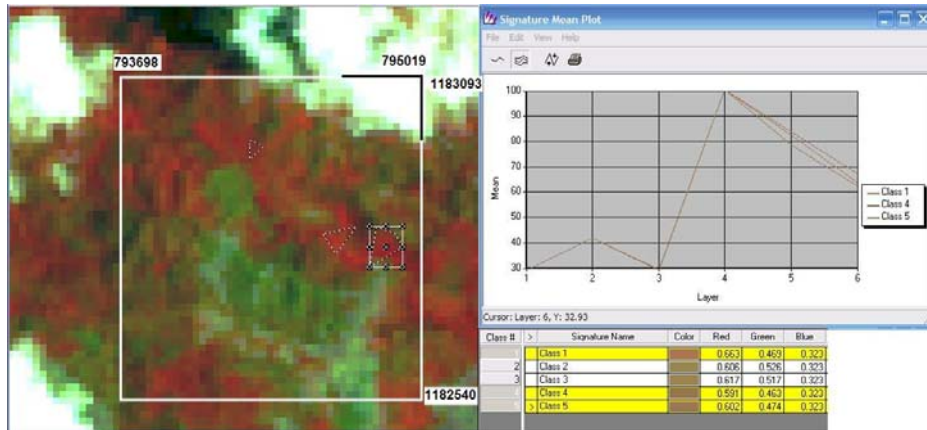 793698
795019
1183093
1182540
Signature Mean Plot
File Edit View Help
100
90
80
70
60
50
40
30
Mean
1 2 3 4 5 6
Layer
Class 1
Class 4
Class 5
Cursor: Layer: 6, Y: 32.93
Class # > Signature Name Color Red Green Blue
Class 1 0.663 0.469 0.323
2 Class 2 0.606 0.526 0.323
3 Class 3 0.617 0.517 0.323
Class 4 0.591 0.463 0.323
> Class 5 0.602 0.474 0.323